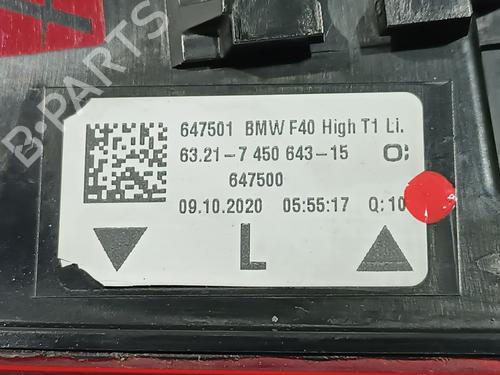 B-PARTS
647501 BMW F40 High T1 Li.
63.21-7 450 643-15
647500
09.10.2020 05:55:17 Q: 10
L